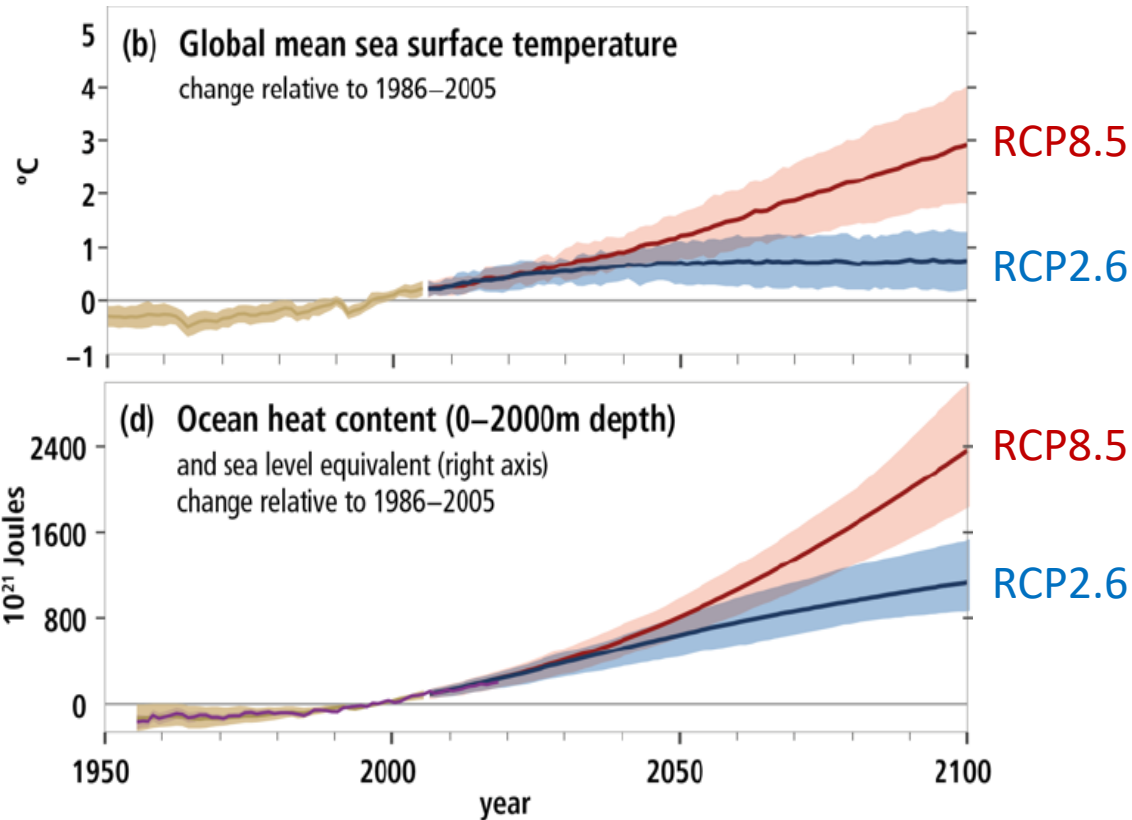 (b) Global mean sea surface temperature
change relative to 1986–2005
5
4
3
2
1
0
−1
ºC
RCP8.5
RCP2.6
(d) Ocean heat content (0–2000m depth)
and sea level equivalent (right axis)
change relative to 1986–2005
2400
1600
800
0
10²¹ Joules
RCP8.5
RCP2.6
1950 2000 2050 2100
year